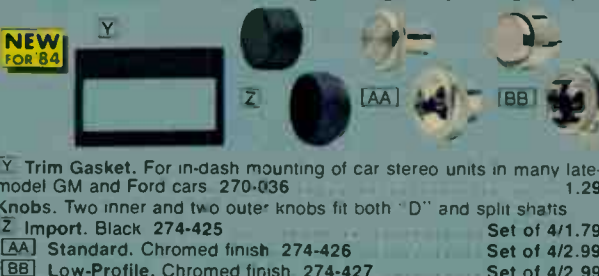 NEW
FOR '84
Y
Z
AA
BB
Y Trim Gasket. For in-dash mounting of car stereo units in many late-
model GM and Ford cars 270-036 1.29
Knobs. Two inner and two outer knobs fit both "D" and split shafts
Z Import. Black 274-425 Set of 4/1.79
AA Standard. Chromed finish 274-426 Set of 4/2.99
BB Low-Profile. Chromed finish. 274-427 Set of 4/2.99